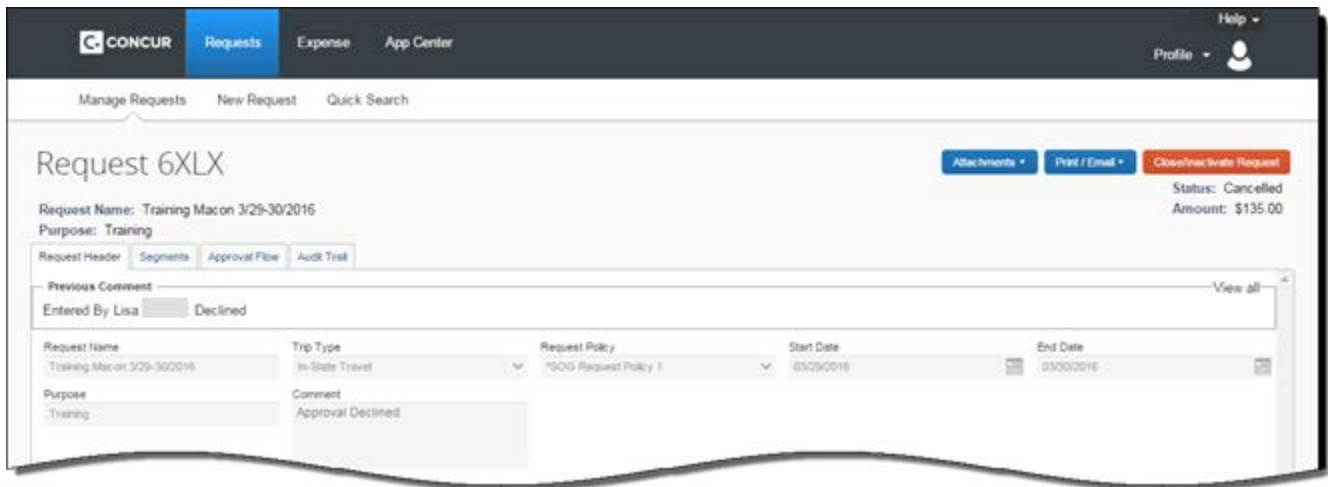 Help
CONCUR Requests Expense App Center
Profile
Manage Requests New Request Quick Search
Request 6XLX
Attachments Print / Email Close/Inactivate Request
Status: Cancelled
Request Name: Training Macon 3/29-30/2016
Amount: $135.00
Purpose: Training
Request Header Segments Approval Flow Audit Trail
Previous Comment View all
Entered By Lisa Declined
Request Name Trip Type Request Policy Start Date End Date
Training Macon 3/29-30/2016 In-State Travel *SOG Request Policy 1 03/29/2016 03/30/2016
Purpose Comment
Training Approval Declined